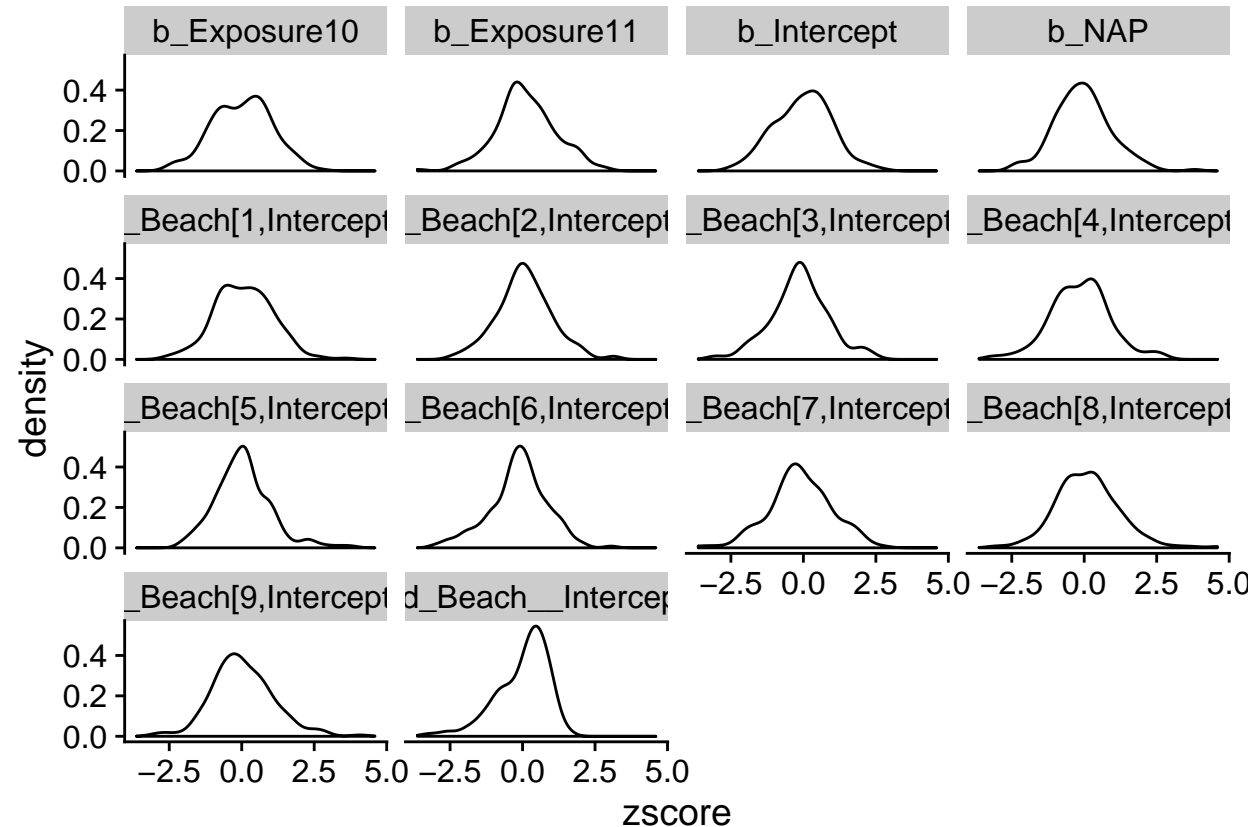 b_Exposure10 b_Exposure11 b_Intercept b_NAP
0.4
0.2
0.0
_Beach[1,Intercept _Beach[2,Intercept _Beach[3,Intercept _Beach[4,Intercept
0.4
0.2
0.0
_Beach[5,Intercept _Beach[6,Intercept _Beach[7,Intercept _Beach[8,Intercept
0.4
0.2
0.0
−2.5 0.0 2.5 5.0 −2.5 0.0 2.5 5.0
_Beach[9,Intercept d_Beach__Intercep
0.4
0.2
0.0
−2.5 0.0 2.5 5.0 −2.5 0.0 2.5 5.0
density
zscore